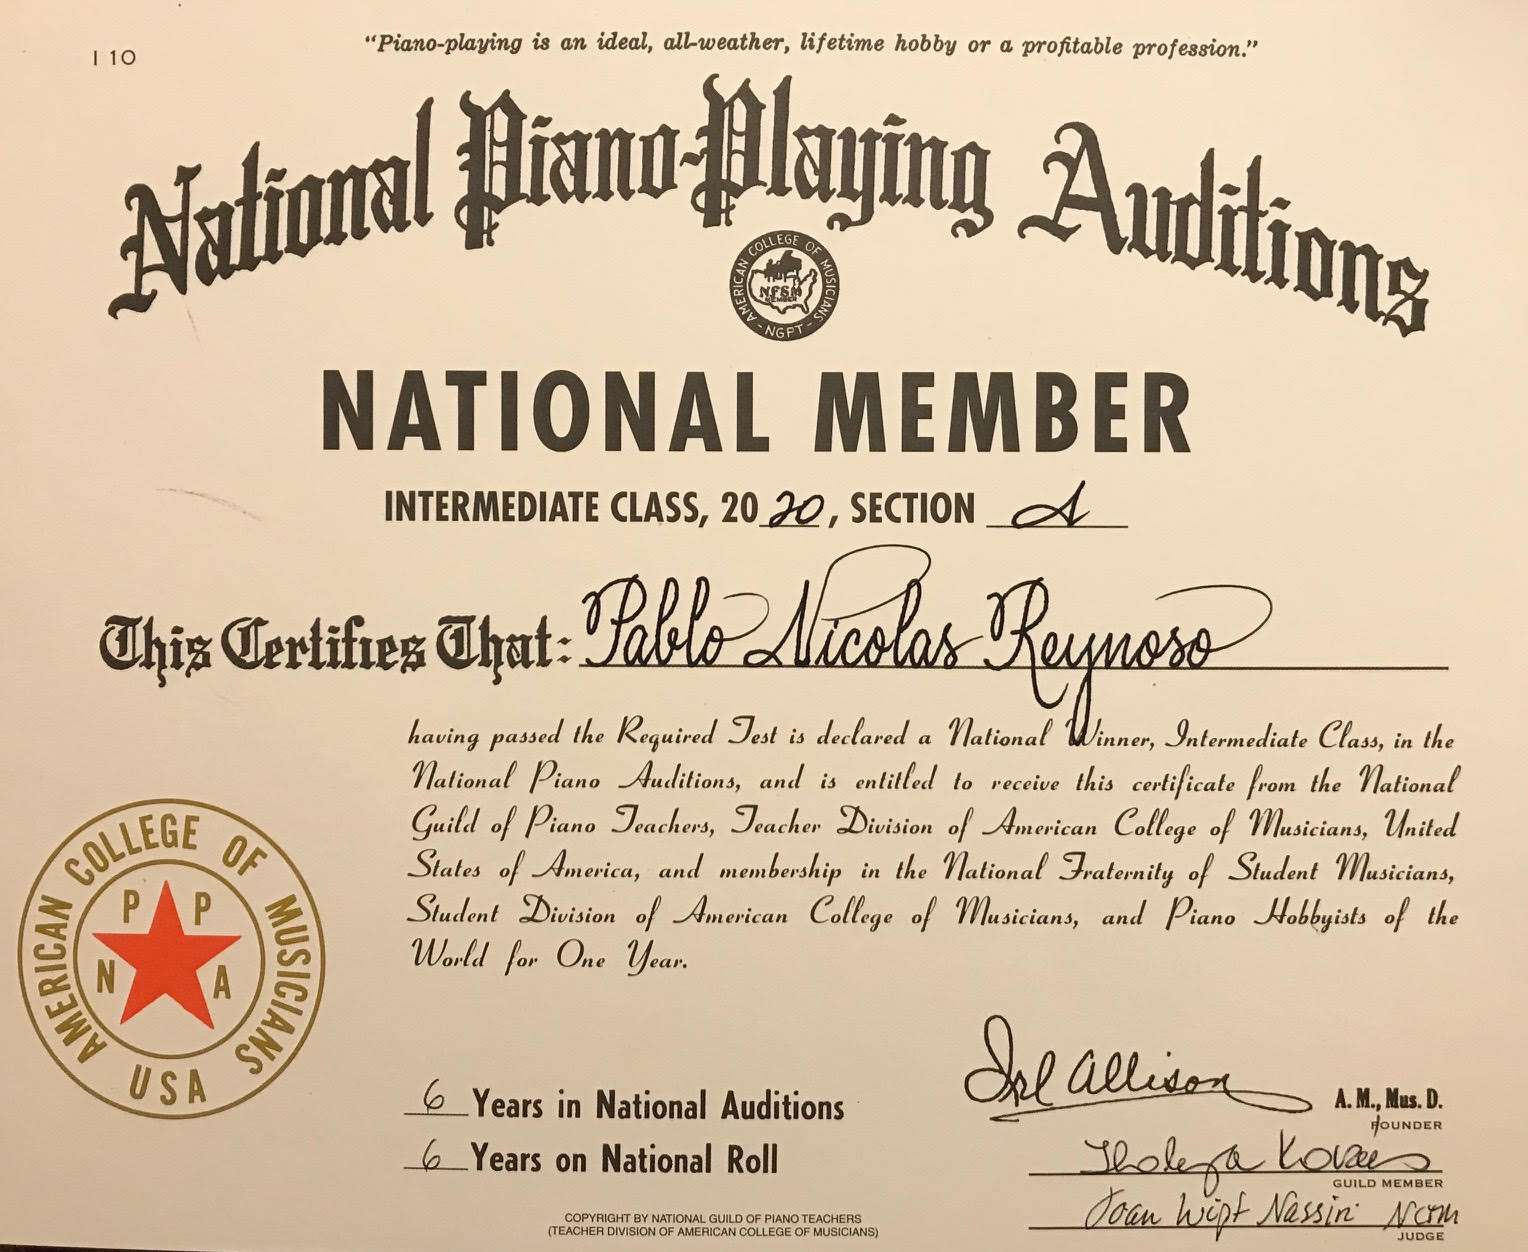 I 10
"Piano-playing is an ideal, all-weather, lifetime hobby or a profitable profession."
National Piano-Playing Auditions
AMERICAN COLLEGE OF MUSICIANS
NFSM
MEMBER
- NGPT -
NATIONAL MEMBER
INTERMEDIATE CLASS, 20 20, SECTION A
This Certifies That: Pablo Nicolas Reynoso
having passed the Required Test is declared a National Winner, Intermediate Class, in the
National Piano Auditions, and is entitled to receive this certificate from the National
Guild of Piano Teachers, Teacher Division of American College of Musicians, United
States of America, and membership in the National Fraternity of Student Musicians,
Student Division of American College of Musicians, and Piano Hobbyists of the
World for One Year.
AMERICAN COLLEGE OF MUSICIANS
P P
N A
USA
6 Years in National Auditions
6 Years on National Roll
Irl Allison A. M., Mus. D.
FOUNDER
GUILD MEMBER
Joan Nassin
JUDGE
COPYRIGHT BY NATIONAL GUILD OF PIANO TEACHERS
(TEACHER DIVISION OF AMERICAN COLLEGE OF MUSICIANS)